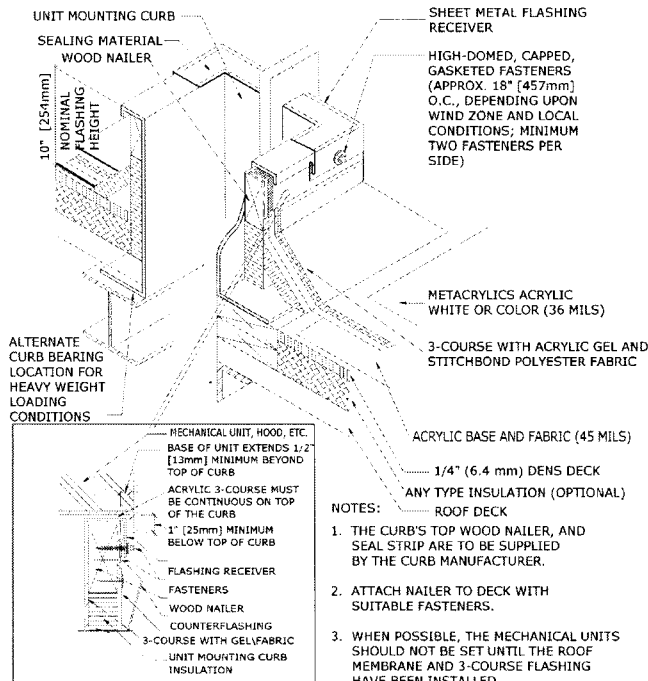 UNIT MOUNTING CURB
SEALING MATERIAL
WOOD NAILER
10" [254mm]
NOMINAL
FLASHING
HEIGHT
SHEET METAL FLASHING
RECEIVER
HIGH-DOMED, CAPPED,
GASKETED FASTENERS
(APPROX. 18" [457mm]
O.C., DEPENDING UPON
WIND ZONE AND LOCAL
CONDITIONS; MINIMUM
TWO FASTENERS PER
SIDE)
METACRYLICS ACRYLIC
WHITE OR COLOR (36 MILS)
3-COURSE WITH ACRYLIC GEL AND
STITCHBOND POLYESTER FABRIC
ALTERNATE
CURB BEARING
LOCATION FOR
HEAVY WEIGHT
LOADING
CONDITIONS
ACRYLIC BASE AND FABRIC (45 MILS)
1/4" (6.4 mm) DENS DECK
ANY TYPE INSULATION (OPTIONAL)
ROOF DECK
MECHANICAL UNIT, HOOD, ETC.
BASE OF UNIT EXTENDS 1/2"
[13mm] MINIMUM BEYOND
TOP OF CURB
ACRYLIC 3-COURSE MUST
BE CONTINUOUS ON TOP
OF THE CURB
1" [25mm] MINIMUM
BELOW TOP OF CURB
FLASHING RECEIVER
FASTENERS
WOOD NAILER
COUNTERFLASHING
3-COURSE WITH GEL\FABRIC
UNIT MOUNTING CURB
INSULATION
NOTES:
1. THE CURB'S TOP WOOD NAILER, AND
SEAL STRIP ARE TO BE SUPPLIED
BY THE CURB MANUFACTURER.
2. ATTACH NAILER TO DECK WITH
SUITABLE FASTENERS.
3. WHEN POSSIBLE, THE MECHANICAL UNITS
SHOULD NOT BE SET UNTIL THE ROOF
MEMBRANE AND 3-COURSE FLASHING
HAVE BEEN INSTALLED